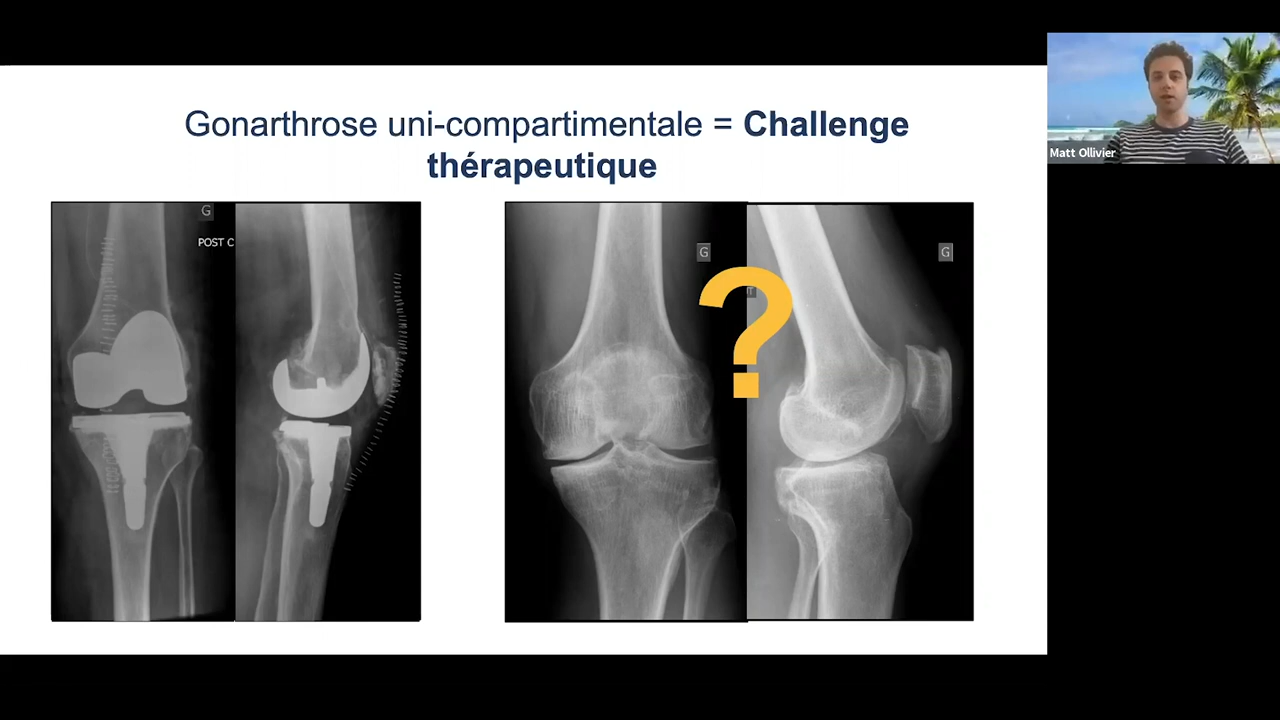 Gonarthrose uni-compartimentale = Challenge
thérapeutique
G
POST C
G
?
G
Matt Ollivier